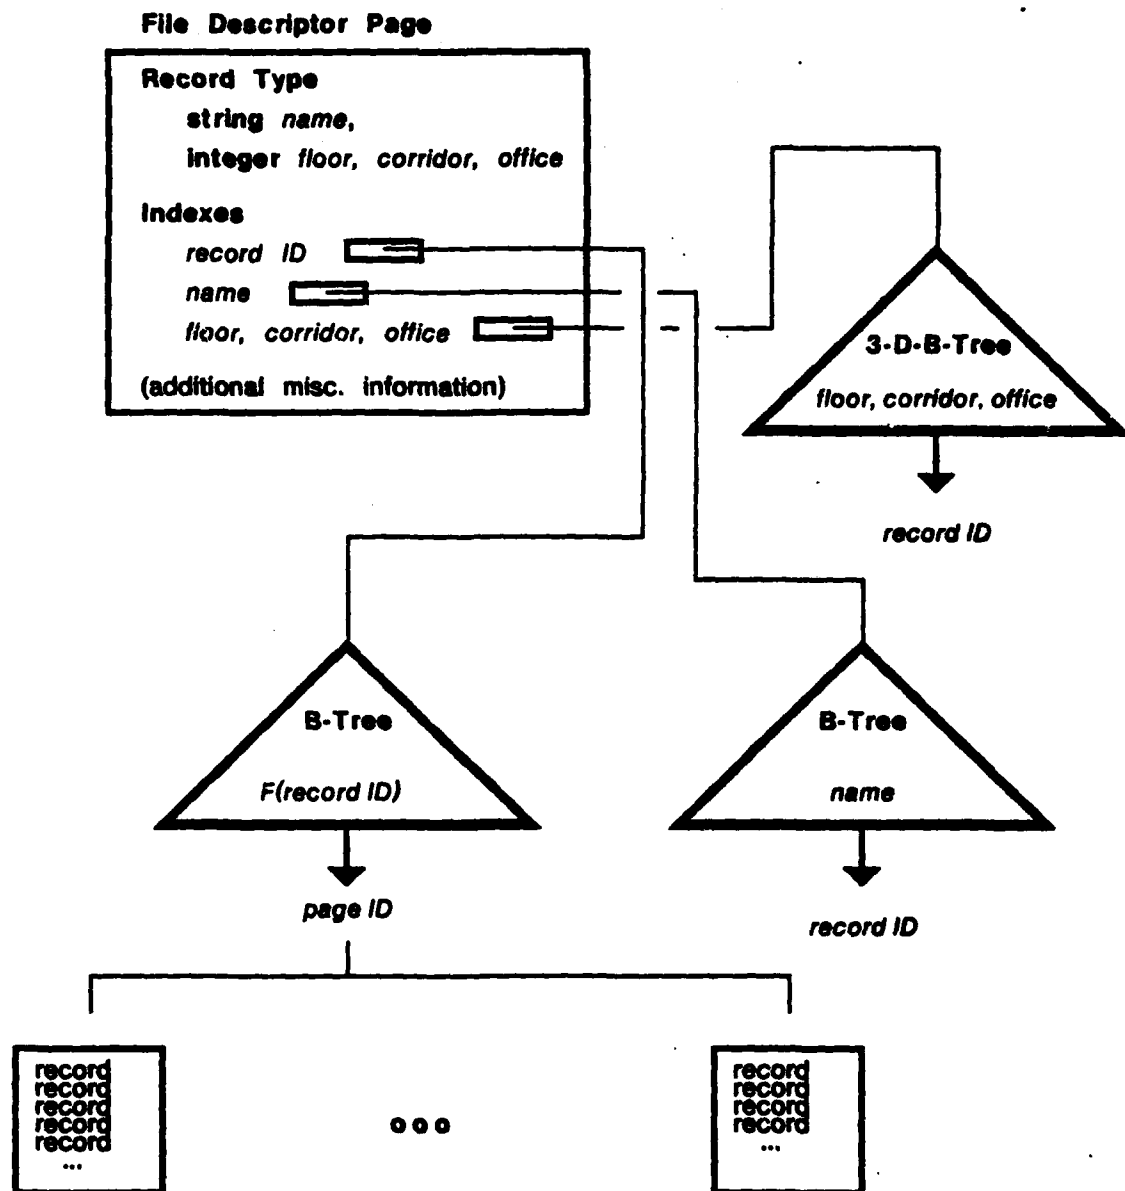 File Descriptor Page
Record Type
string name,
integer floor, corridor, office
Indexes
record ID
name
floor, corridor, office
(additional misc. information)
3-D-B-Tree
floor, corridor, office
record ID
B-Tree
F(record ID)
page ID
B-Tree
name
record ID
record
record
record
record
record
...
ooo
record
record
record
record
...